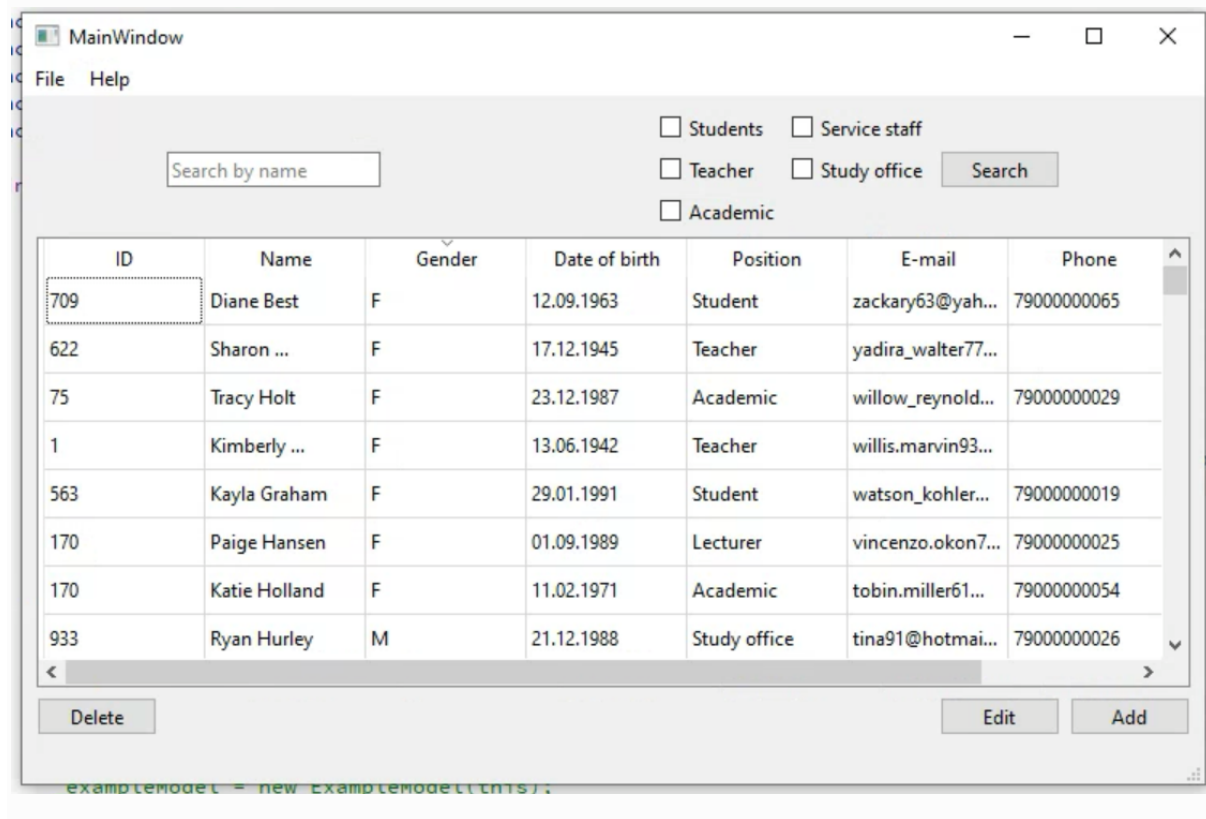 MainWindow
File Help
Students Service staff
Search by name Teacher Study office Search
Academic
ID Name Gender Date of birth Position E-mail Phone
709 Diane Best F 12.09.1963 Student zackary63@yah... 79000000065
622 Sharon ... F 17.12.1945 Teacher yadira_walter77...
75 Tracy Holt F 23.12.1987 Academic willow_reynold... 79000000029
1 Kimberly ... F 13.06.1942 Teacher willis.marvin93...
563 Kayla Graham F 29.01.1991 Student watson_kohler... 79000000019
170 Paige Hansen F 01.09.1989 Lecturer vincenzo.okon7... 79000000025
170 Katie Holland F 11.02.1971 Academic tobin.miller61... 79000000054
933 Ryan Hurley M 21.12.1988 Study office tina91@hotmai... 79000000026
Delete Edit Add
exampleModel = new ExampleModel(this);